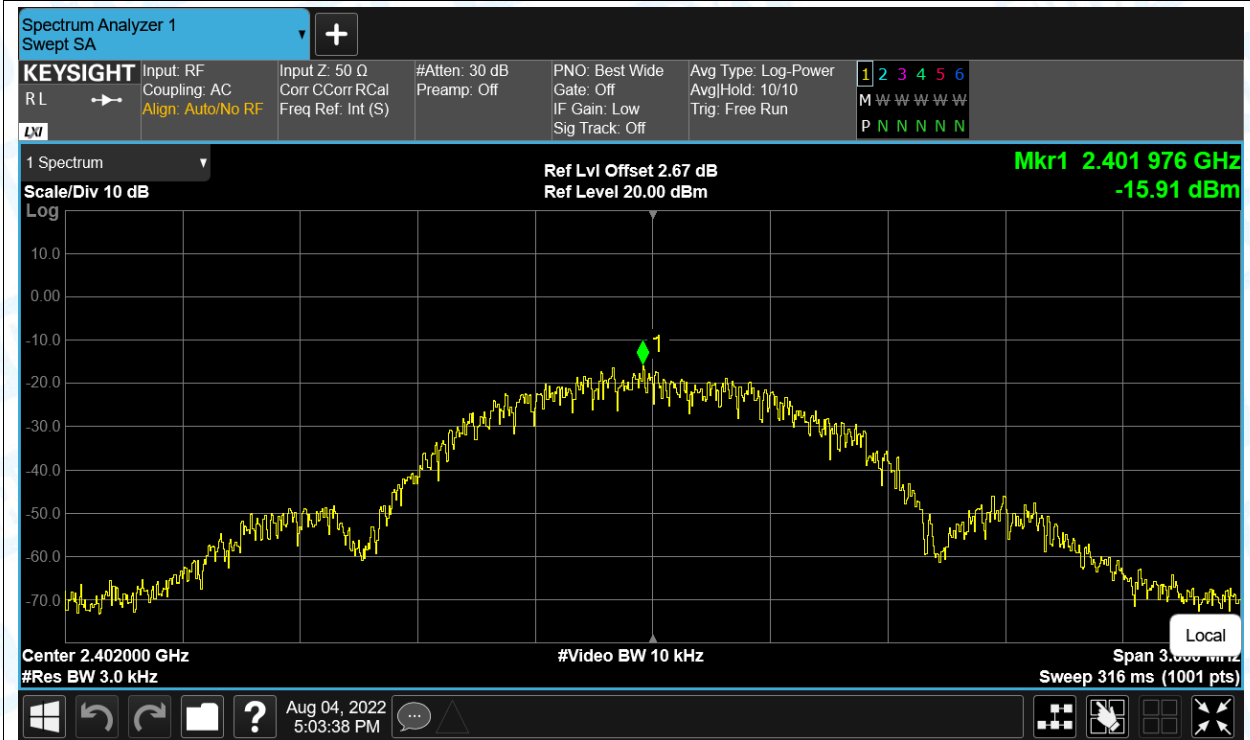 Spectrum Analyzer 1
Swept SA
KEYSIGHT
R L
LXI
Input: RF
Coupling: AC
Align: Auto/No RF
Input Z: 50 Ω
Corr CCorr RCal
Freq Ref: Int (S)
#Atten: 30 dB
Preamp: Off
PNO: Best Wide
Gate: Off
IF Gain: Low
Sig Track: Off
Avg Type: Log-Power
Avg|Hold: 10/10
Trig: Free Run
1 2 3 4 5 6
M W W W W W
P N N N N N
1 Spectrum
Scale/Div 10 dB
Ref Lvl Offset 2.67 dB
Ref Level 20.00 dBm
Mkr1 2.401 976 GHz
-15.91 dBm
Log
10.0
0.00
-10.0
1
-20.0
-30.0
-40.0
-50.0
-60.0
-70.0
Local
Center 2.402000 GHz
#Video BW 10 kHz
Span
#Res BW 3.0 kHz
Sweep 316 ms (1001 pts)
?
Aug 04, 2022
5:03:38 PM